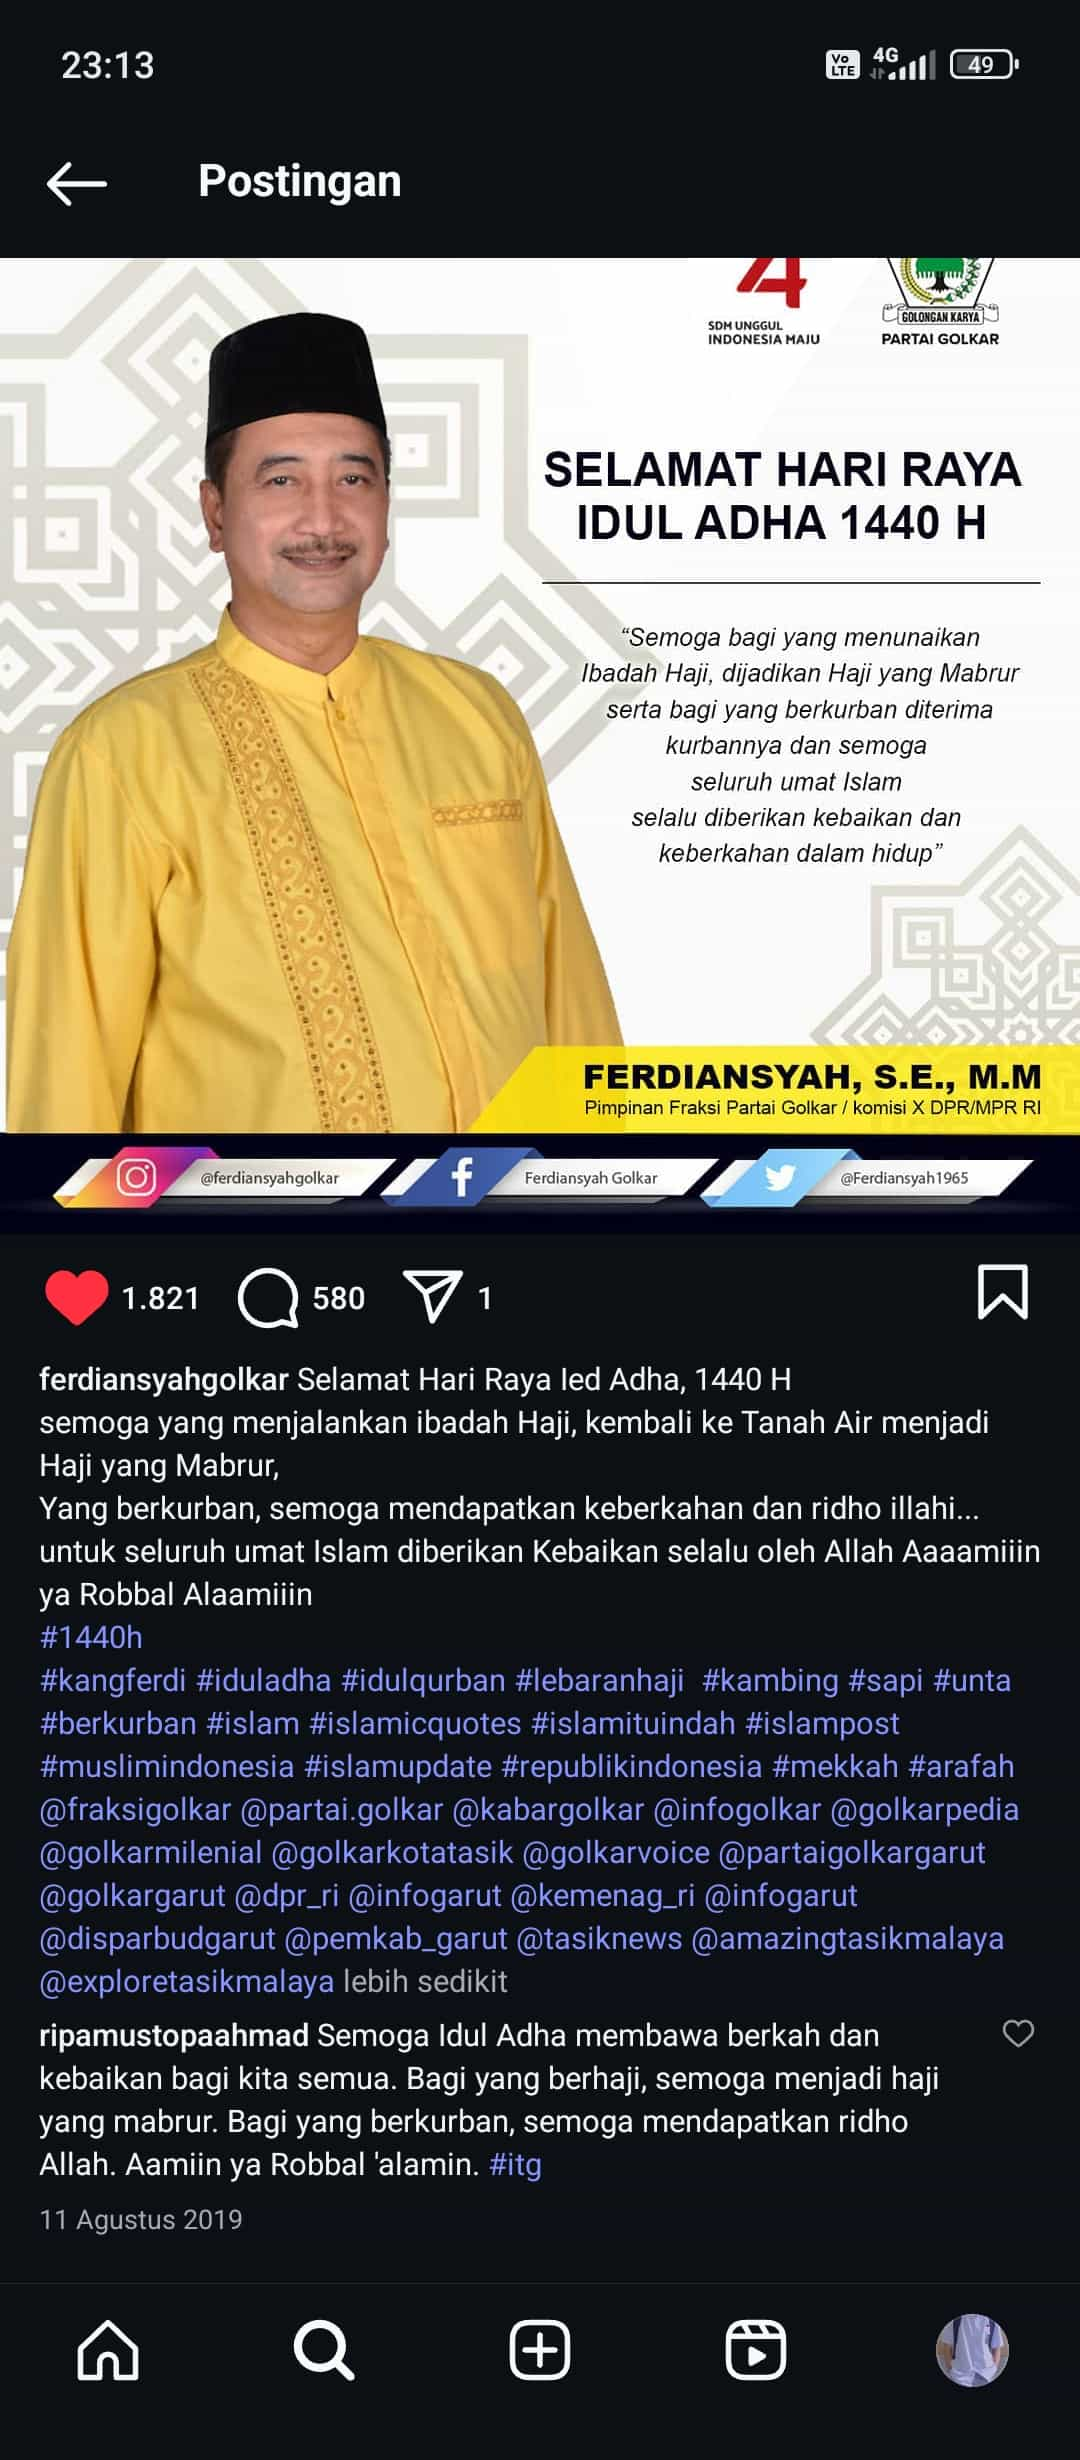 23:13
Vo LTE
4G
49
Postingan
SDM UNGGUL
INDONESIA MAJU
GOLONGAN KARYA
PARTAI GOLKAR
SELAMAT HARI RAYA
IDUL ADHA 1440 H
“Semoga bagi yang menunaikan
Ibadah Haji, dijadikan Haji yang Mabrur
serta bagi yang berkurban diterima
kurbannya dan semoga
seluruh umat Islam
selalu diberikan kebaikan dan
keberkahan dalam hidup”
FERDIANSYAH, S.E., M.M
Pimpinan Fraksi Partai Golkar / komisi X DPR/MPR RI
@ferdiansyahgolkar
Ferdiansyah Golkar
@Ferdiansyah1965
1.821
580
1
ferdiansyahgolkar Selamat Hari Raya Ied Adha, 1440 H
semoga yang menjalankan ibadah Haji, kembali ke Tanah Air menjadi
Haji yang Mabrur,
Yang berkurban, semoga mendapatkan keberkahan dan ridho illahi...
untuk seluruh umat Islam diberikan Kebaikan selalu oleh Allah Aaaamiiin
ya Robbal Alaamiiin
#1440h
#kangferdi #iduladha #idulqurban #lebaranhaji #kambing #sapi #unta
#berkurban #islam #islamicquotes #islamituindah #islampost
#muslimindonesia #islamupdate #republikindonesia #mekkah #arafah
@fraksigolkar @partai.golkar @kabargolkar @infogolkar @golkarpedia
@golkarmilenial @golkarkotatasik @golkarvoice @partaigolkargarut
@golkargarut @dpr_ri @infogarut @kemenag_ri @infogarut
@disparbudgarut @pemkab_garut @tasiknews @amazingtasikmalaya
@exploretasikmalaya lebih sedikit
ripamustopaahmad Semoga Idul Adha membawa berkah dan
kebaikan bagi kita semua. Bagi yang berhaji, semoga menjadi haji
yang mabrur. Bagi yang berkurban, semoga mendapatkan ridho
Allah. Aamiin ya Robbal 'alamin. #itg
11 Agustus 2019